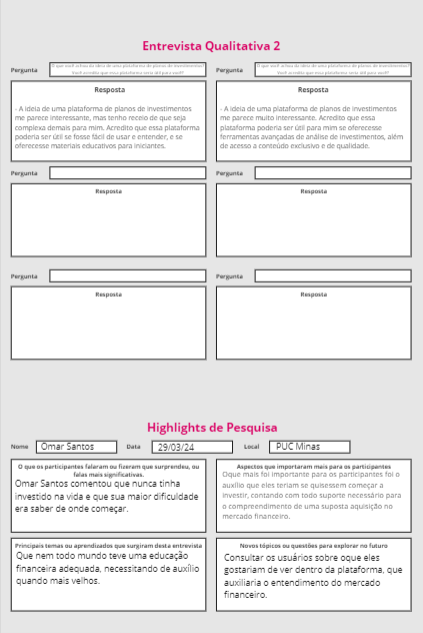 Entrevista Qualitativa 2
Pergunta
O que você achou da ideia de uma plataforma de planos de investimentos?
Você acredita que esta plataforma seria útil para você?
Pergunta
O que você achou da ideia de uma plataforma de planos de investimentos?
Você acredita que esta plataforma seria útil para você?
Resposta
- A ideia de uma plataforma de planos de investimentos
me parece interessante, mas tenho receio de que seja
complexa demais para mim. Acredito que essa plataforma
poderia ser útil se fosse fácil de usar e entender, e se
oferecesse materiais educativos para iniciantes.
Resposta
- A ideia de uma plataforma de planos de investimentos
me parece muito interessante. Acredito que essa
plataforma poderia ser útil para mim se oferecesse
ferramentas avançadas de análise de investimentos, além
de acesso a conteúdo exclusivo e de qualidade.
Pergunta
Pergunta
Resposta
Resposta
Pergunta
Pergunta
Resposta
Resposta
Highlights de Pesquisa
Nome
Omar Santos
Data
29/03/24
Local
PUC Minas
O que os participantes falaram ou fizeram que surpreendeu, ou
falas mais significativas.
Omar Santos comentou que nunca tinha
investido na vida e que sua maior dificuldade
era saber de onde começar.
Aspectos que importaram mais para os participantes
Oque mais foi importante para os participantes foi o
auxilio que eles teriam se quisessem começar a
investir, contando com todo suporte necessário para
o compreendimento de uma suposta aquisição no
mercado financeiro.
Principais temas ou aprendizados que surgiram desta entrevista
Que nem todo mundo teve uma educação
financeira adequada, necessitando de auxílio
quando mais velhos.
Novos tópicos ou questões para explorar no futuro
Consultar os usuários sobre oque eles
gostariam de ver dentro da plataforma, que
auxiliaria o entendimento do mercado
financeiro.